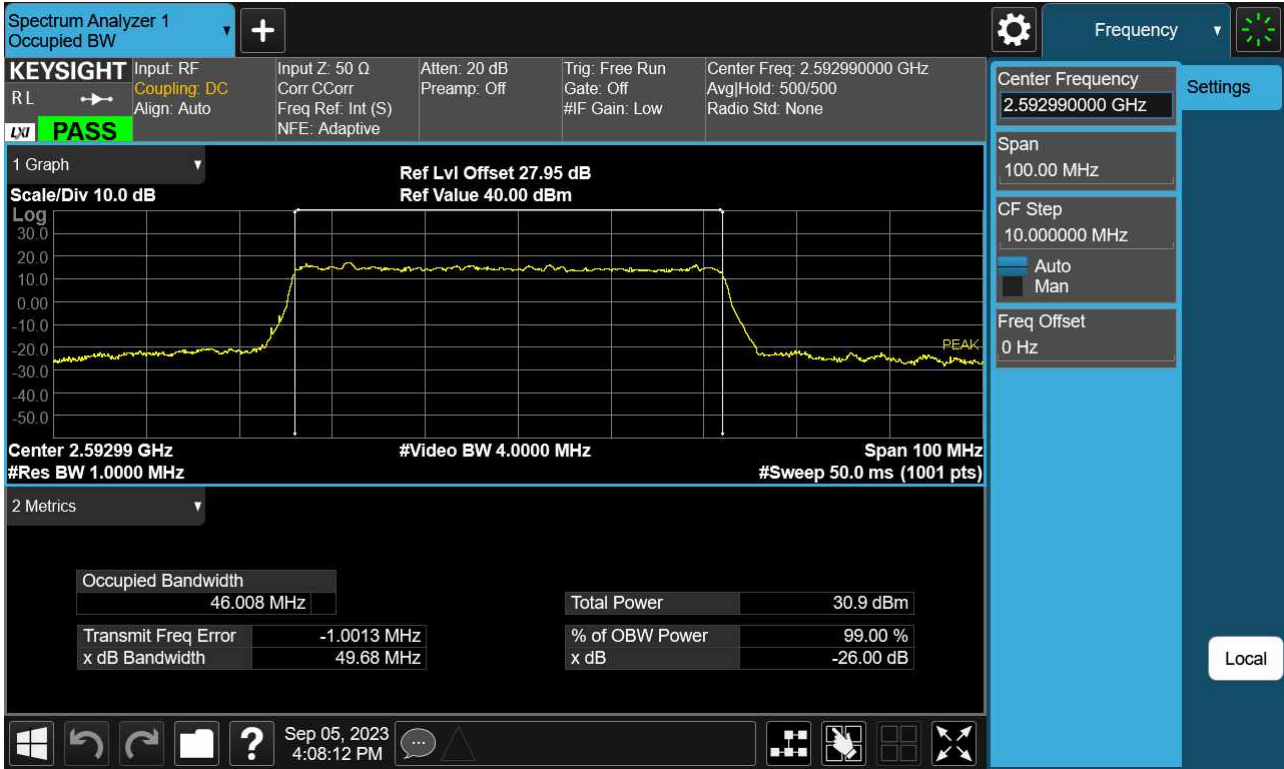 Spectrum Analyzer 1
Occupied BW
Frequency
KEYSIGHT
R L
LXI
PASS
Input: RF
Coupling: DC
Align: Auto
Input Z: 50 Ω
Corr CCorr
Freq Ref: Int (S)
NFE: Adaptive
Atten: 20 dB
Preamp: Off
Trig: Free Run
Gate: Off
#IF Gain: Low
Center Freq: 2.592990000 GHz
Avg|Hold: 500/500
Radio Std: None
Center Frequency
2.592990000 GHz
Settings
Span
100.00 MHz
CF Step
10.000000 MHz
Auto
Man
Freq Offset
0 Hz
Local
1 Graph
Scale/Div 10.0 dB
Ref Lvl Offset 27.95 dB
Ref Value 40.00 dBm
Log
30.0
20.0
10.0
0.00
-10.0
-20.0
-30.0
-40.0
-50.0
PEAK
Center 2.59299 GHz
#Video BW 4.0000 MHz
Span 100 MHz
#Res BW 1.0000 MHz
#Sweep 50.0 ms (1001 pts)
2 Metrics
Occupied Bandwidth
46.008 MHz
Total Power 30.9 dBm
Transmit Freq Error -1.0013 MHz
% of OBW Power 99.00 %
x dB Bandwidth 49.68 MHz
x dB -26.00 dB
Sep 05, 2023
4:08:12 PM